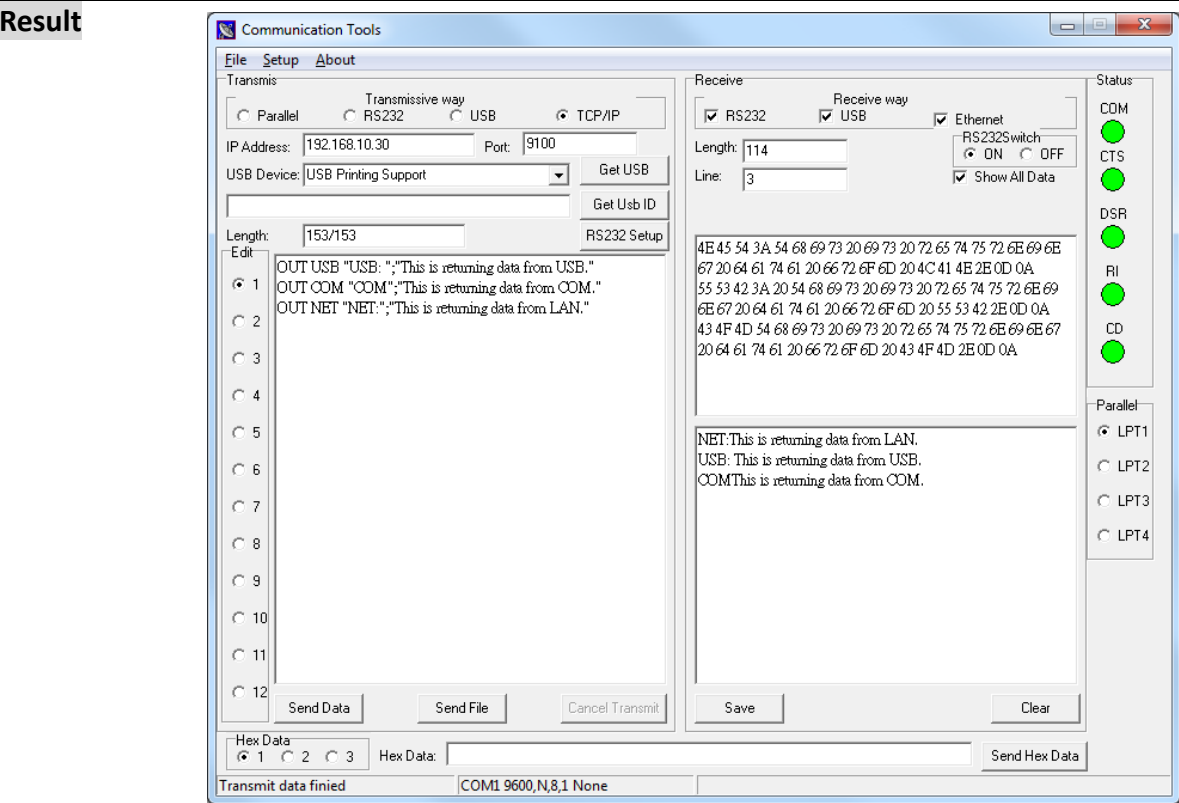 Result
Communication Tools
File Setup About
Transmis
Transmissive way
Parallel RS232 USB TCP/IP
IP Address: 192.168.10.30 Port: 9100
USB Device: USB Printing Support Get USB
Get Usb ID
Length: 153/153 RS232 Setup
Edit
OUT USB "USB: ";"This is returning data from USB."
OUT COM "COM";"This is returning data from COM."
OUT NET "NET:";"This is returning data from LAN."
1
2
3
4
5
6
7
8
9
10
11
12
Send Data Send File Cancel Transmit
Receive
Receive way
RS232 USB Ethernet
Length: 114
RS232Switch
ON OFF
Line: 3
Show All Data
4E 45 54 3A 54 68 69 73 20 69 73 20 72 65 74 75 72 6E 69 6E
67 20 64 61 74 61 20 66 72 6F 6D 20 4C 41 4E 2E 0D 0A
55 53 42 3A 20 54 68 69 73 20 69 73 20 72 65 74 75 72 6E 69
6E 67 20 64 61 74 61 20 66 72 6F 6D 20 55 53 42 2E 0D 0A
43 4F 4D 54 68 69 73 20 69 73 20 72 65 74 75 72 6E 69 6E 67
20 64 61 74 61 20 66 72 6F 6D 20 43 4F 4D 2E 0D 0A
NET:This is returning data from LAN.
USB: This is returning data from USB.
COMThis is returning data from COM.
Save Clear
Status
COM
CTS
DSR
RI
CD
Parallel
LPT1
LPT2
LPT3
LPT4
Hex Data
1 2 3 Hex Data: Send Hex Data
Transmit data finied COM1 9600,N,8,1 None